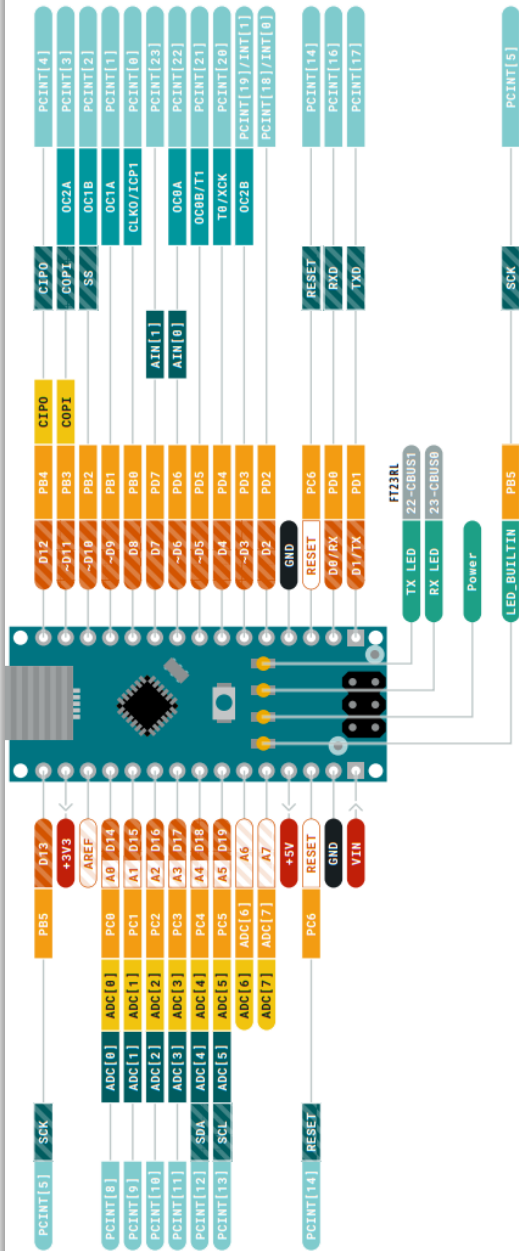 PCINT[5] SCK PB5 D13 D12 PB4 CIPO CIPO PCINT[4]
+3V3 ~D11 PB3 COPI COPI OC2A PCINT[3]
AREF ~D10 PB2 SS OC1B PCINT[2]
PCINT[8] ADC[0] ADC[0] PC0 A0 D14 ~D9 PB1 OC1A PCINT[1]
PCINT[9] ADC[1] ADC[1] PC1 A1 D15 D8 PB0 CLKO/ICP1 PCINT[0]
PCINT[10] ADC[2] ADC[2] PC2 A2 D16 D7 PD7 AIN[1] PCINT[23]
PCINT[11] ADC[3] ADC[3] PC3 A3 D17 ~D6 PD6 AIN[0] OC0A PCINT[22]
PCINT[12] SDA ADC[4] ADC[4] PC4 A4 D18 ~D5 PD5 OC0B/T1 PCINT[21]
PCINT[13] SCL ADC[5] ADC[5] PC5 A5 D19 D4 PD4 T0/XCK PCINT[20]
ADC[6] ADC[6] A6 ~D3 PD3 OC2B PCINT[19]/INT[1]
ADC[7] ADC[7] A7 D2 PD2 PCINT[18]/INT[0]
+5V GND
PCINT[14] RESET PC6 RESET RESET PC6 RESET PCINT[14]
GND D0/RX PD0 RXD PCINT[16]
VIN D1/TX PD1 TXD PCINT[17]
FT23RL
TX LED 22-CBUS1
RX LED 23-CBUS0
Power
LED_BUILTIN PB5 SCK PCINT[5]